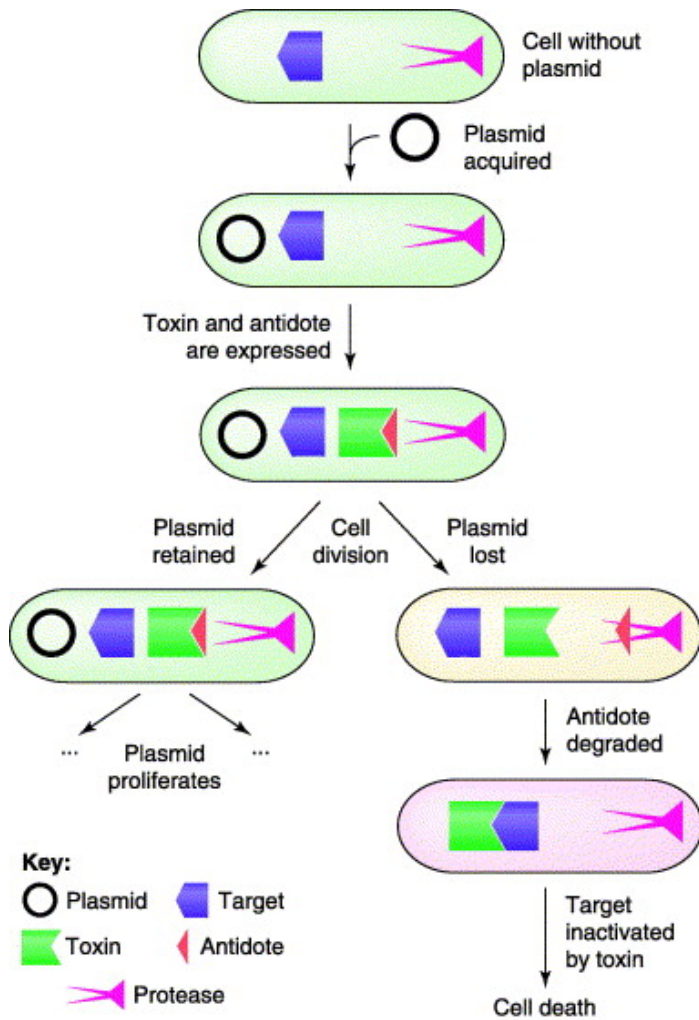 Cell without
plasmid
Plasmid
acquired
Toxin and antidote
are expressed
Plasmid
retained
Cell
division
Plasmid
lost
Antidote
degraded
...
Plasmid
proliferates
...
Key:
Plasmid
Target
Toxin
Antidote
Protease
Target
inactivated
by toxin
Cell death